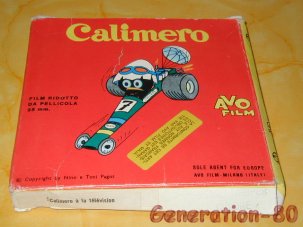 Calimero
FILM RIDOTTO
DA PELLICOLA
35 mm.
7
AVO
FILM
SOLE AGENT FOR EUROPE
AVO FILM-MILANO (ITALY)
© Copyright by Nino e Toni Pagot
Calimero à la télévision
Generation-80